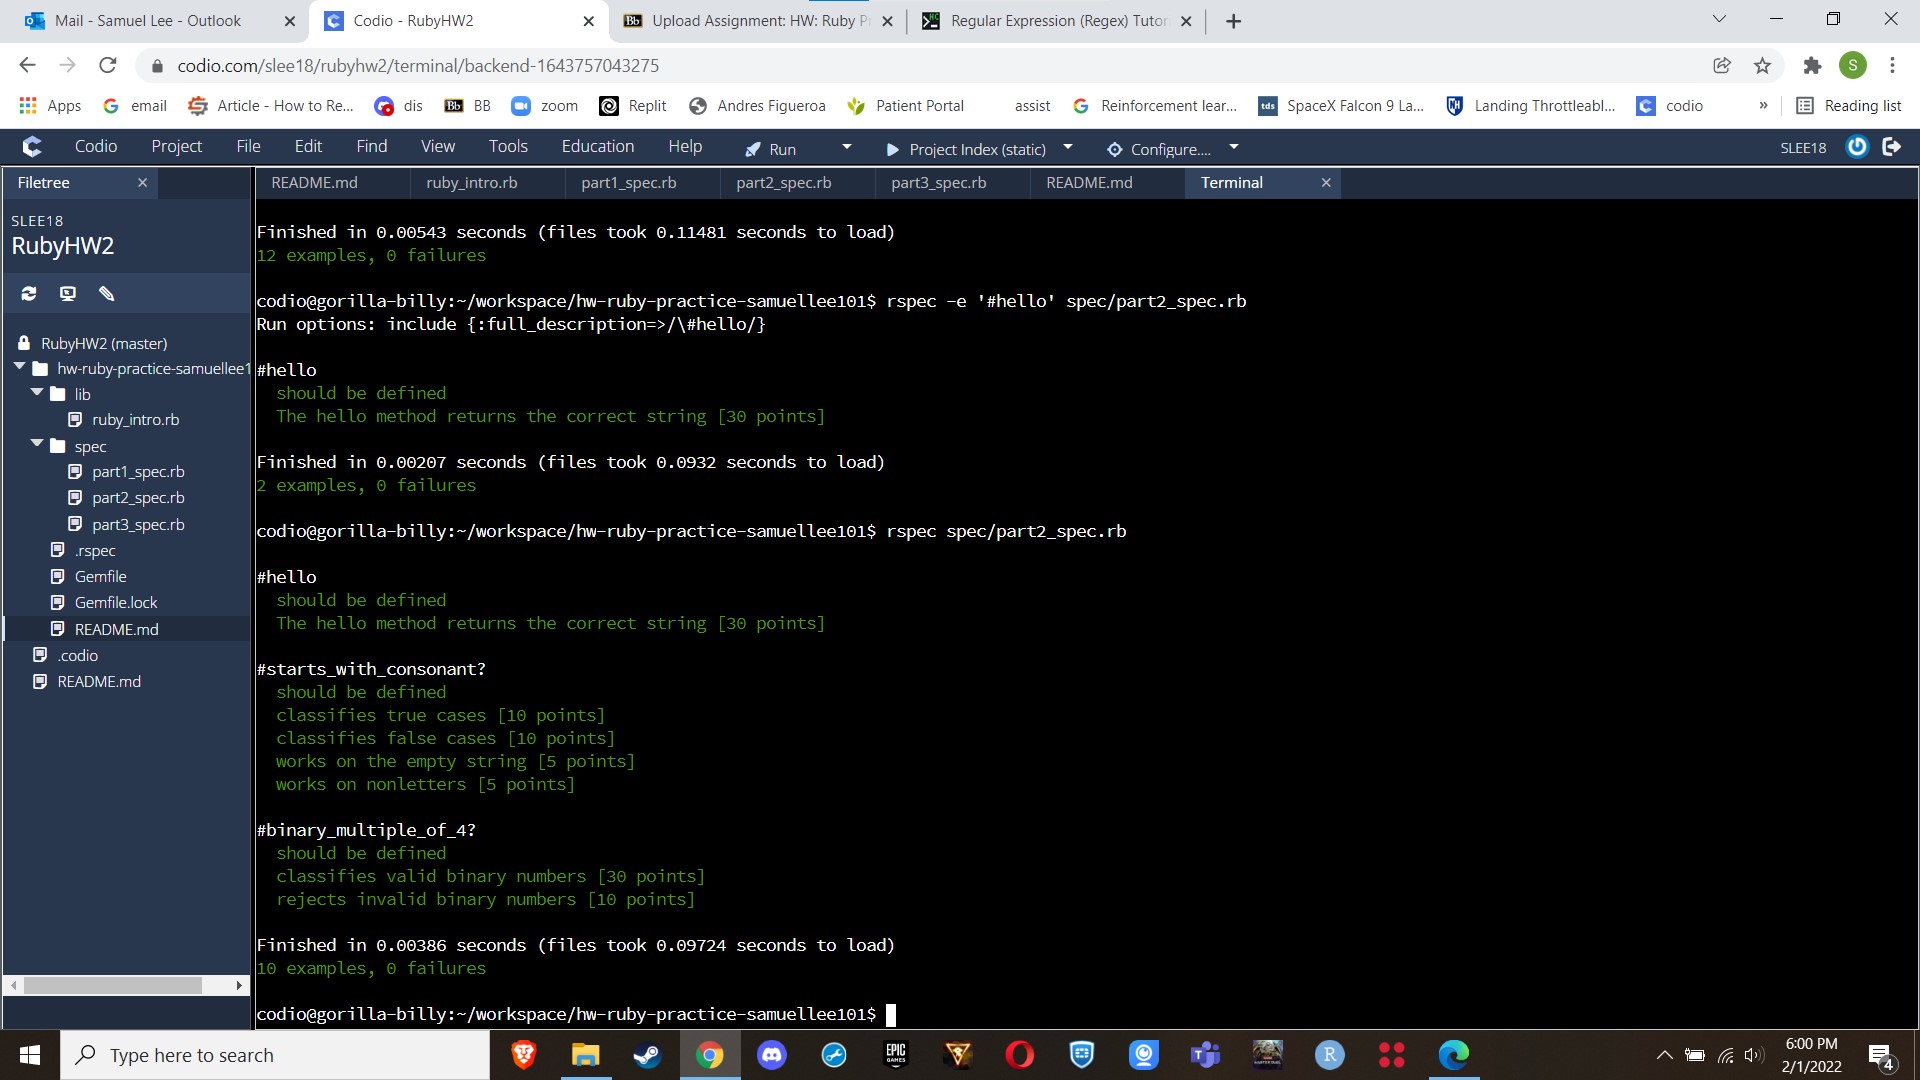 Mail - Samuel Lee - Outlook
Codio - RubyHW2
Upload Assignment: HW: Ruby P
Regular Expression (Regex) Tutor
codio.com/slee18/rubyhw2/terminal/backend-1643757043275
S
Apps
email
Article - How to Re...
dis
BB
zoom
Replit
Andres Figueroa
Patient Portal
assist
Reinforcement lear...
tds
SpaceX Falcon 9 La...
Landing Throttleabl...
codio
»
Reading list
Codio
Project
File
Edit
Find
View
Tools
Education
Help
Run
Project Index (static)
Configure....
SLEE18
Filetree
README.md
ruby_intro.rb
part1_spec.rb
part2_spec.rb
part3_spec.rb
README.md
Terminal
SLEE18
RubyHW2
RubyHW2 (master)
hw-ruby-practice-samuellee1
lib
ruby_intro.rb
spec
part1_spec.rb
part2_spec.rb
part3_spec.rb
.rspec
Gemfile
Gemfile.lock
README.md
.codio
README.md
Finished in 0.00543 seconds (files took 0.11481 seconds to load)
12 examples, 0 failures
codio@gorilla-billy:~/workspace/hw-ruby-practice-samuellee101$ rspec -e '#hello' spec/part2_spec.rb
Run options: include {:full_description=>/\#hello/}
#hello
should be defined
The hello method returns the correct string [30 points]
Finished in 0.00207 seconds (files took 0.0932 seconds to load)
2 examples, 0 failures
codio@gorilla-billy:~/workspace/hw-ruby-practice-samuellee101$ rspec spec/part2_spec.rb
#hello
should be defined
The hello method returns the correct string [30 points]
#starts_with_consonant?
should be defined
classifies true cases [10 points]
classifies false cases [10 points]
works on the empty string [5 points]
works on nonletters [5 points]
#binary_multiple_of_4?
should be defined
classifies valid binary numbers [30 points]
rejects invalid binary numbers [10 points]
Finished in 0.00386 seconds (files took 0.09724 seconds to load)
10 examples, 0 failures
codio@gorilla-billy:~/workspace/hw-ruby-practice-samuellee101$
Type here to search
EPIC GAMES
R
6:00 PM
2/1/2022
4